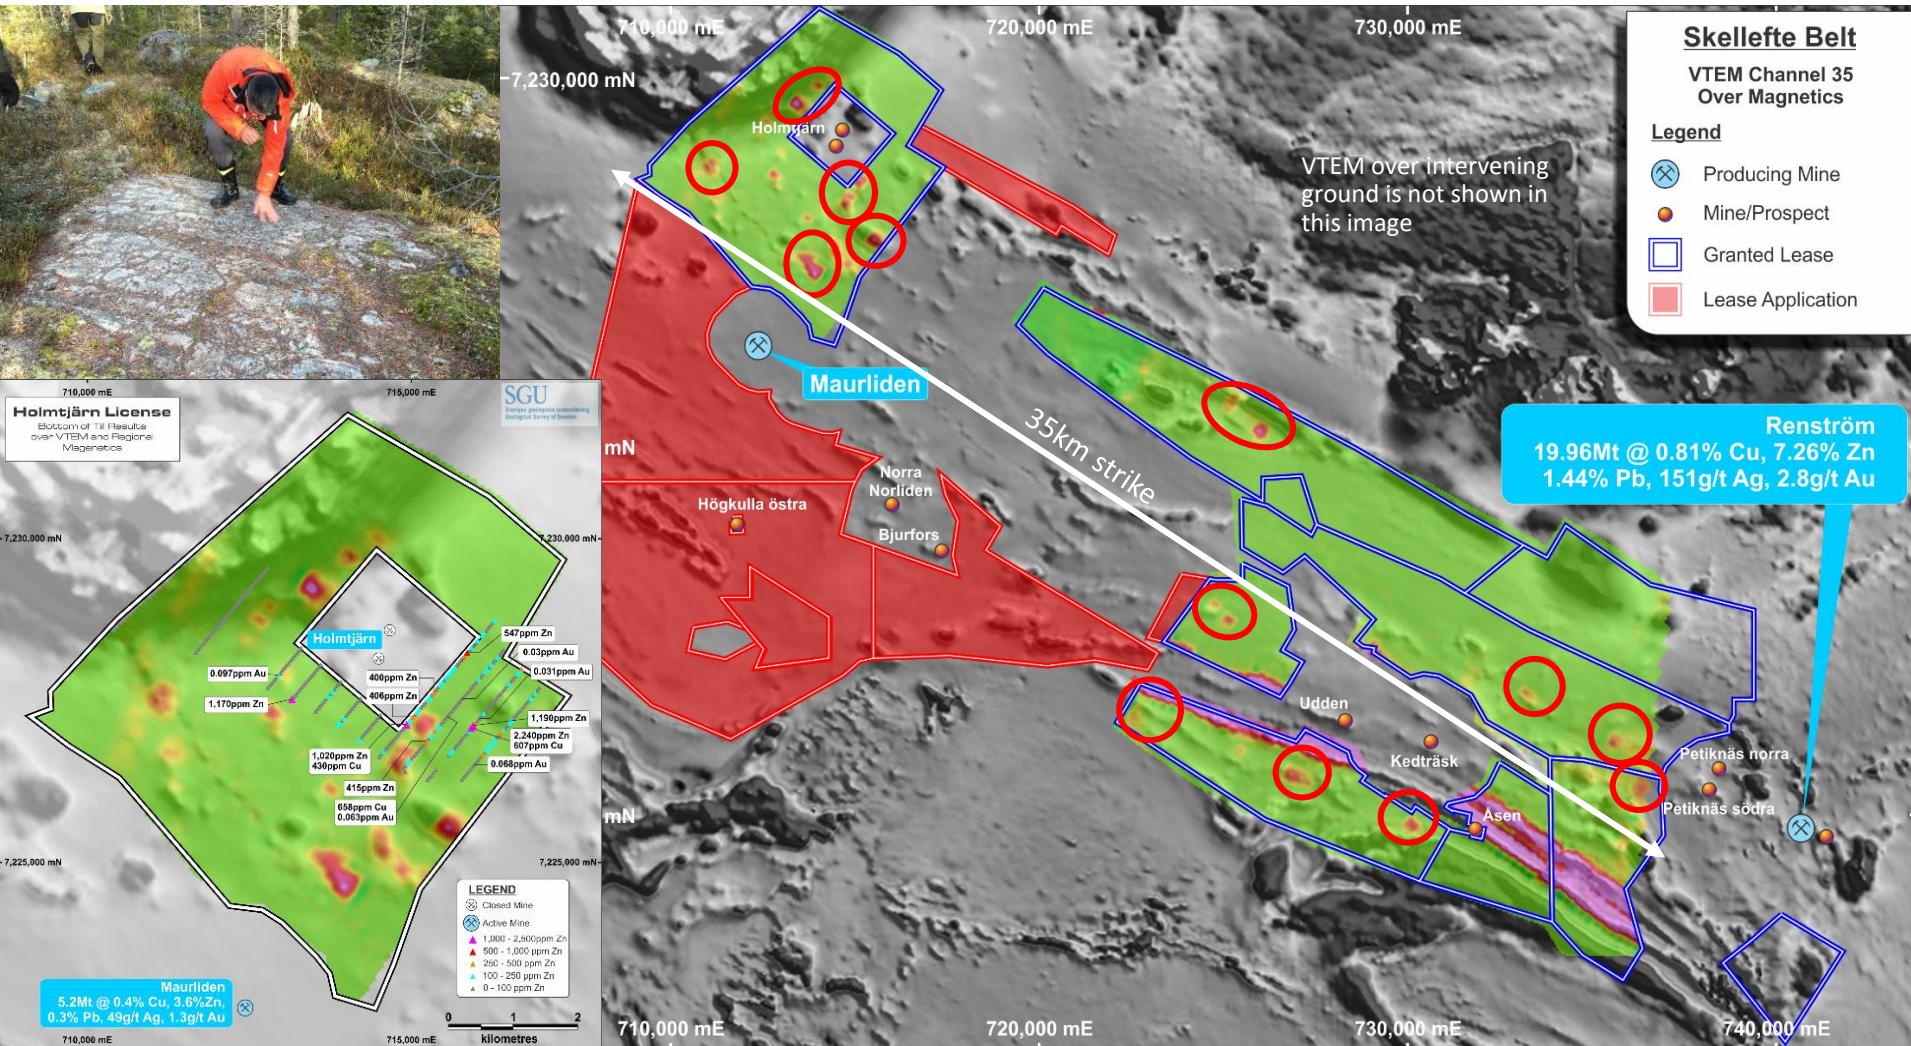 710,000 mE
720,000 mE
730,000 mE
7,230,000 mN
Skellefte Belt
VTEM Channel 35
Over Magnetics
Legend
Producing Mine
Mine/Prospect
Granted Lease
Lease Application
VTEM over intervening
ground is not shown in
this image
Holmtjärn
Maurliden
35km strike
Renström
19.96Mt @ 0.81% Cu, 7.26% Zn
1.44% Pb, 151g/t Ag, 2.8g/t Au
mN
Norra
Norliden
Högkulla östra
Bjurfors
Udden
Kedträsk
Petiknäs norra
Petiknäs södra
Asen
mN
710,000 mE
720,000 mE
730,000 mE
740,000 mE
710,000 mE
715,000 mE
Holmtjärn License
Bottom of Till Results
over VTEM and Regional
Magenetics
SGU
Sveriges geologiska undersökning
Geological Survey of Sweden
7,230,000 mN
7,230,000 mN
Holmtjärn
547ppm Zn
0.03ppm Au
0.031ppm Au
0.097ppm Au
400ppm Zn
406ppm Zn
1,170ppm Zn
1,190ppm Zn
2,240ppm Zn
607ppm Cu
1,020ppm Zn
430ppm Cu
0.068ppm Au
415ppm Zn
658ppm Cu
0.063ppm Au
7,225,000 mN
7,225,000 mN
LEGEND
Closed Mine
Active Mine
1,000 - 2,500ppm Zn
500 - 1,000 ppm Zn
250 - 500 ppm Zn
100 - 250 ppm Zn
0 - 100 ppm Zn
Maurliden
5.2Mt @ 0.4% Cu, 3.6%Zn,
0.3% Pb, 49g/t Ag, 1.3g/t Au
0 1 2
kilometres
710,000 mE
715,000 mE